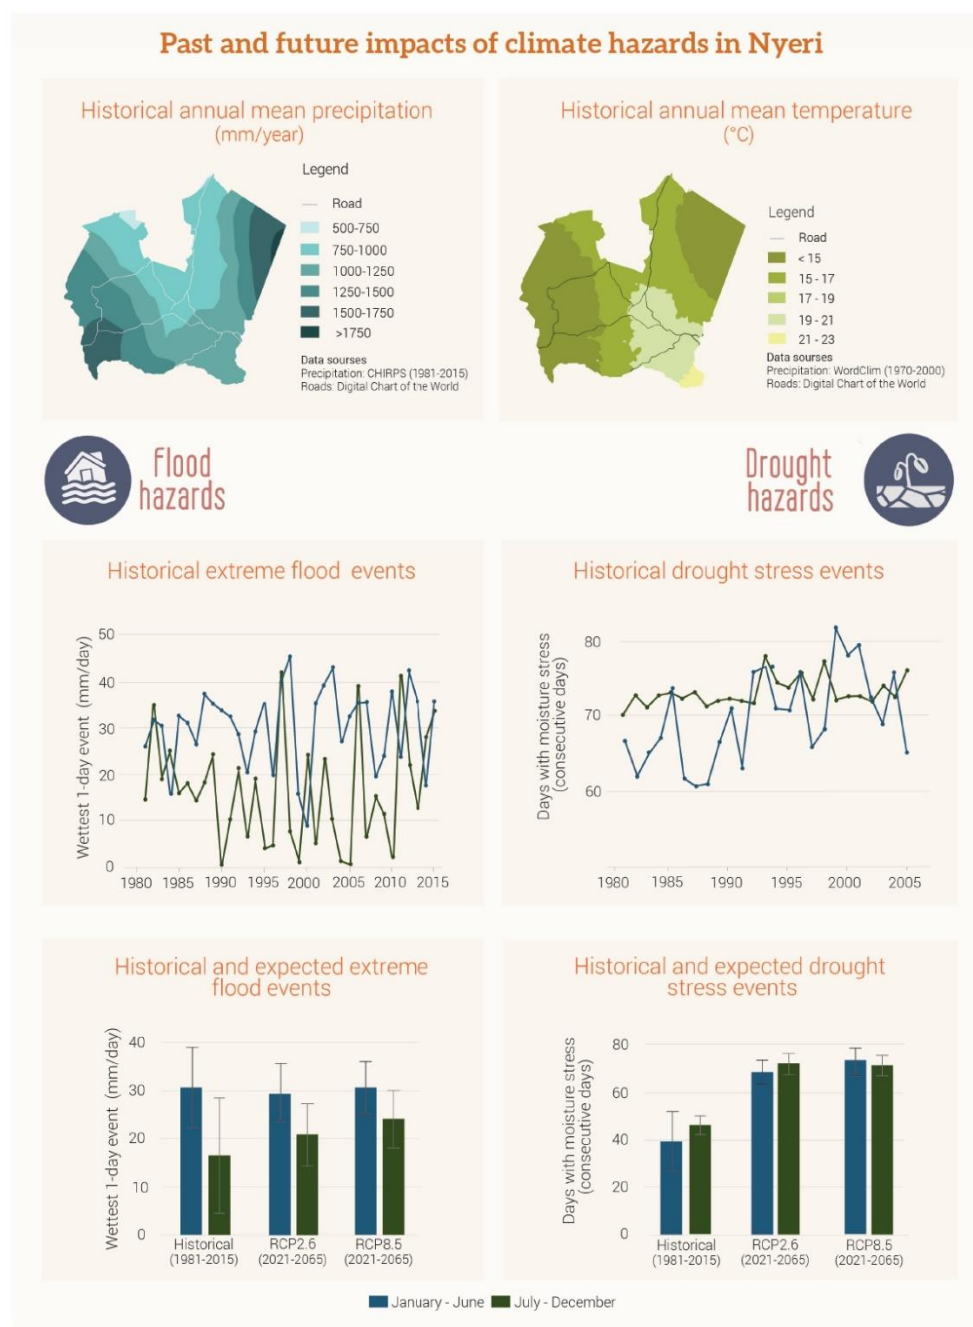 Past and future impacts of climate hazards in Nyeri
Historical annual mean precipitation
(mm/year)
Legend
Road
500-750
750-1000
1000-1250
1250-1500
1500-1750
>1750
Data sourses
Precipitation: CHIRPS (1981-2015)
Roads: Digital Chart of the World
Historical annual mean temperature
(°C)
Legend
Road
< 15
15 - 17
17 - 19
19 - 21
21 - 23
Data sourses
Precipitation: WordClim (1970-2000)
Roads: Digital Chart of the World
Flood
hazards
Drought
hazards
Historical extreme flood events
Wettest 1-day event (mm/day)
50
40
30
20
10
0
1980 1985 1990 1995 2000 2005 2010 2015
Historical drought stress events
Days with moisture stress
(consecutive days)
80
70
60
1980 1985 1990 1995 2000 2005
Historical and expected extreme
flood events
Wettest 1-day event (mm/day)
40
30
20
10
0
Historical RCP2.6 RCP8.5
(1981-2015) (2021-2065) (2021-2065)
Historical and expected drought
stress events
Days with moisture stress
(consecutive days)
80
60
40
20
0
Historical RCP2.6 RCP8.5
(1981-2015) (2021-2065) (2021-2065)
January - June July - December